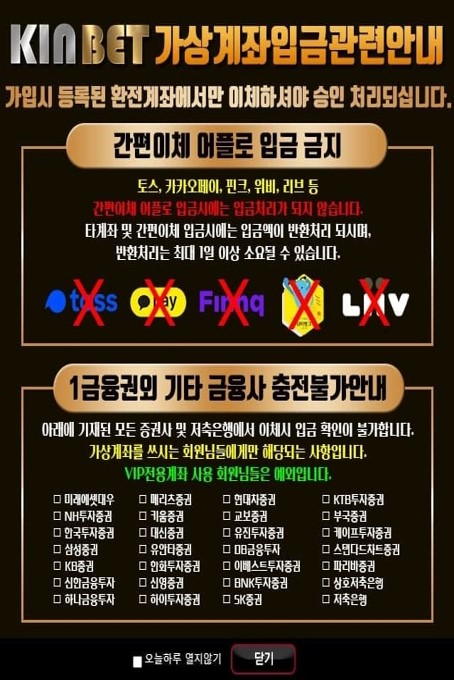 KINBET 가상계좌입금관련안내
가입시 등록된 환전계좌에서만 이체하셔야 승인 처리되십니다.
간편이체 어플로 입금 금지
토스, 카카오페이, 핀크, 위비, 리브 등
간편이체 어플로 입금시에는 입금처리가 되지 않습니다.
타계좌 및 간편이체 입금시에는 입금액이 반환처리 되시며,
반환처리는 최대 1일 이상 소요될 수 있습니다.
toss pay Finnq LIIV
1금융권외 기타 금융사 충전불가안내
아래에 기재된 모든 증권사 및 저축은행에서 이체시 입금 확인이 불가합니다.
가상계좌를 쓰시는 회원님들에게만 해당되는 사항입니다.
VIP전용계좌 사용 회원님들은 예외입니다.
□ 미래에셋대우 □ 메리츠증권 □ 현대차증권 □ KTB투자증권
□ NH투자증권 □ 키움증권 □ 교보증권 □ 부국증권
□ 한국투자증권 □ 대신증권 □ 유진투자증권 □ 케이프투자증권
□ 삼성증권 □ 유안타증권 □ DB금융투자 □ 스탠다드차트증권
□ KB증권 □ 한화투자증권 □ 이베스트투자증권 □ 파리바증권
□ 신한금융투자 □ 신영증권 □ BNK투자증권 □ 상호저축은행
□ 하나금융투자 □ 하이투자증권 □ SK증권 □ 저축은행
오늘하루 열지않기 닫기